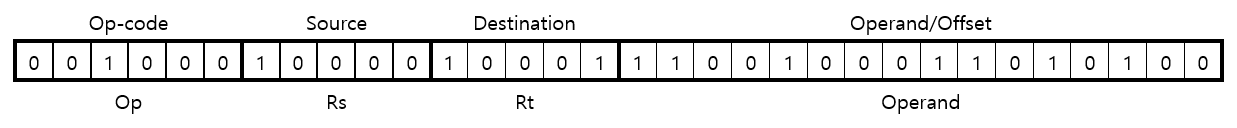 Op-code Source Destination Operand/Offset
0 0 1 0 0 0 1 0 0 0 0 1 0 0 0 1 1 1 0 0 1 0 0 0 1 1 0 1 0 1 0 0
Op Rs Rt Operand